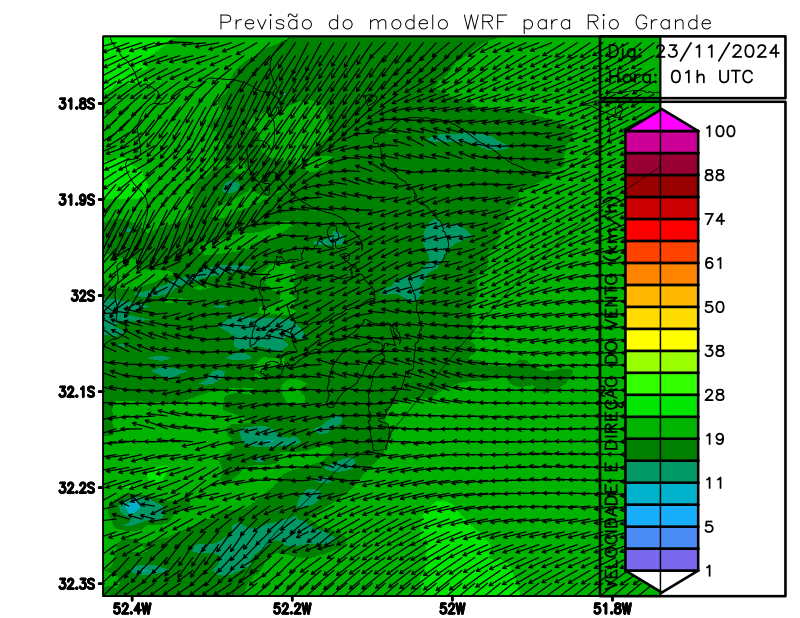 Previsão do modelo WRF para Rio Grande
Dia: 23/11/2024
Hora: 01h UTC
31.8S
31.9S
32S
32.1S
32.2S
32.3S
52.4W
52.2W
52W
51.8W
VELOCIDADE E DIREÇÃO DO VENTO (km/h)
100
88
74
61
50
38
28
19
11
5
1